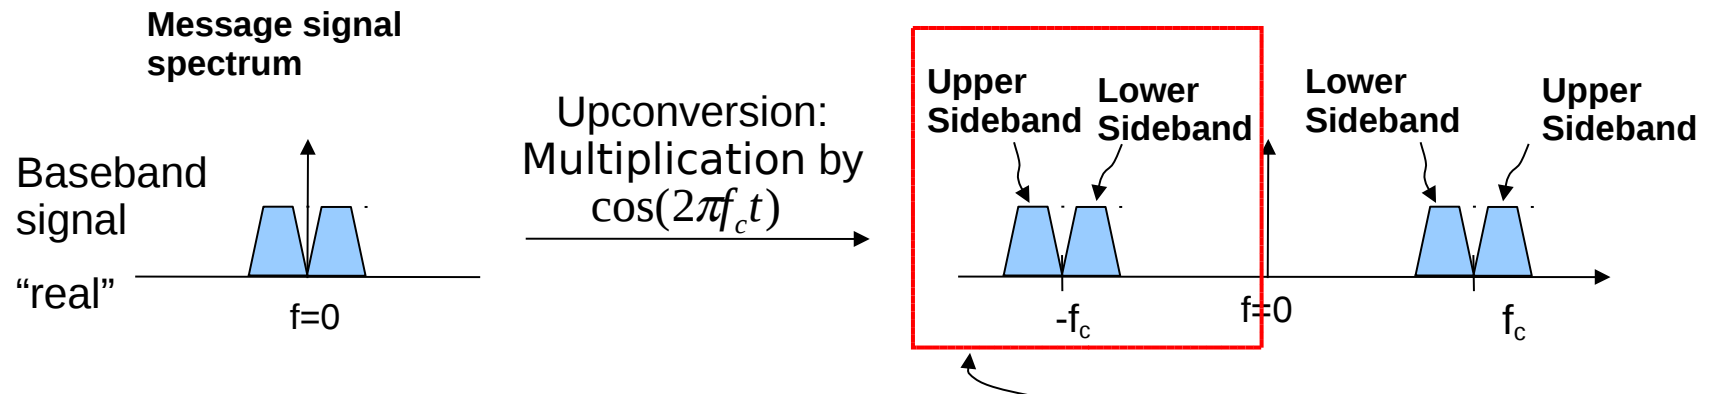 Message signal
spectrum
Baseband
signal
“real”
f=0
Upconversion:
Multiplication by
cos(2πf_c t)
Upper
Sideband
Lower
Sideband
Lower
Sideband
Upper
Sideband
-f_c
f=0
f_c